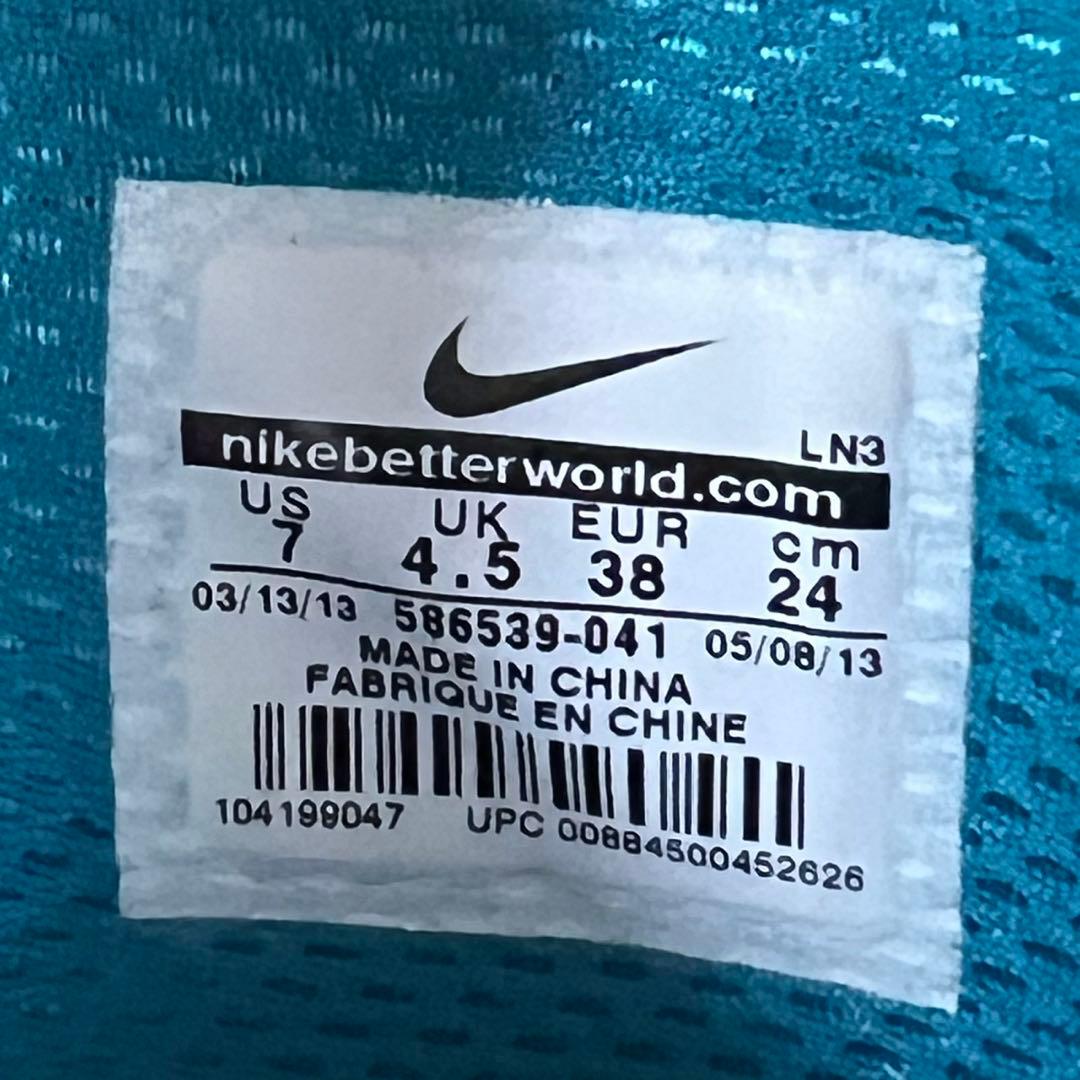 LN3
nikebetterworld.com
US UK EUR cm
7 4.5 38 24
03/13/13 586539-041 05/08/13
MADE IN CHINA
FABRIQUE EN CHINE
104199047 UPC 00884500452626